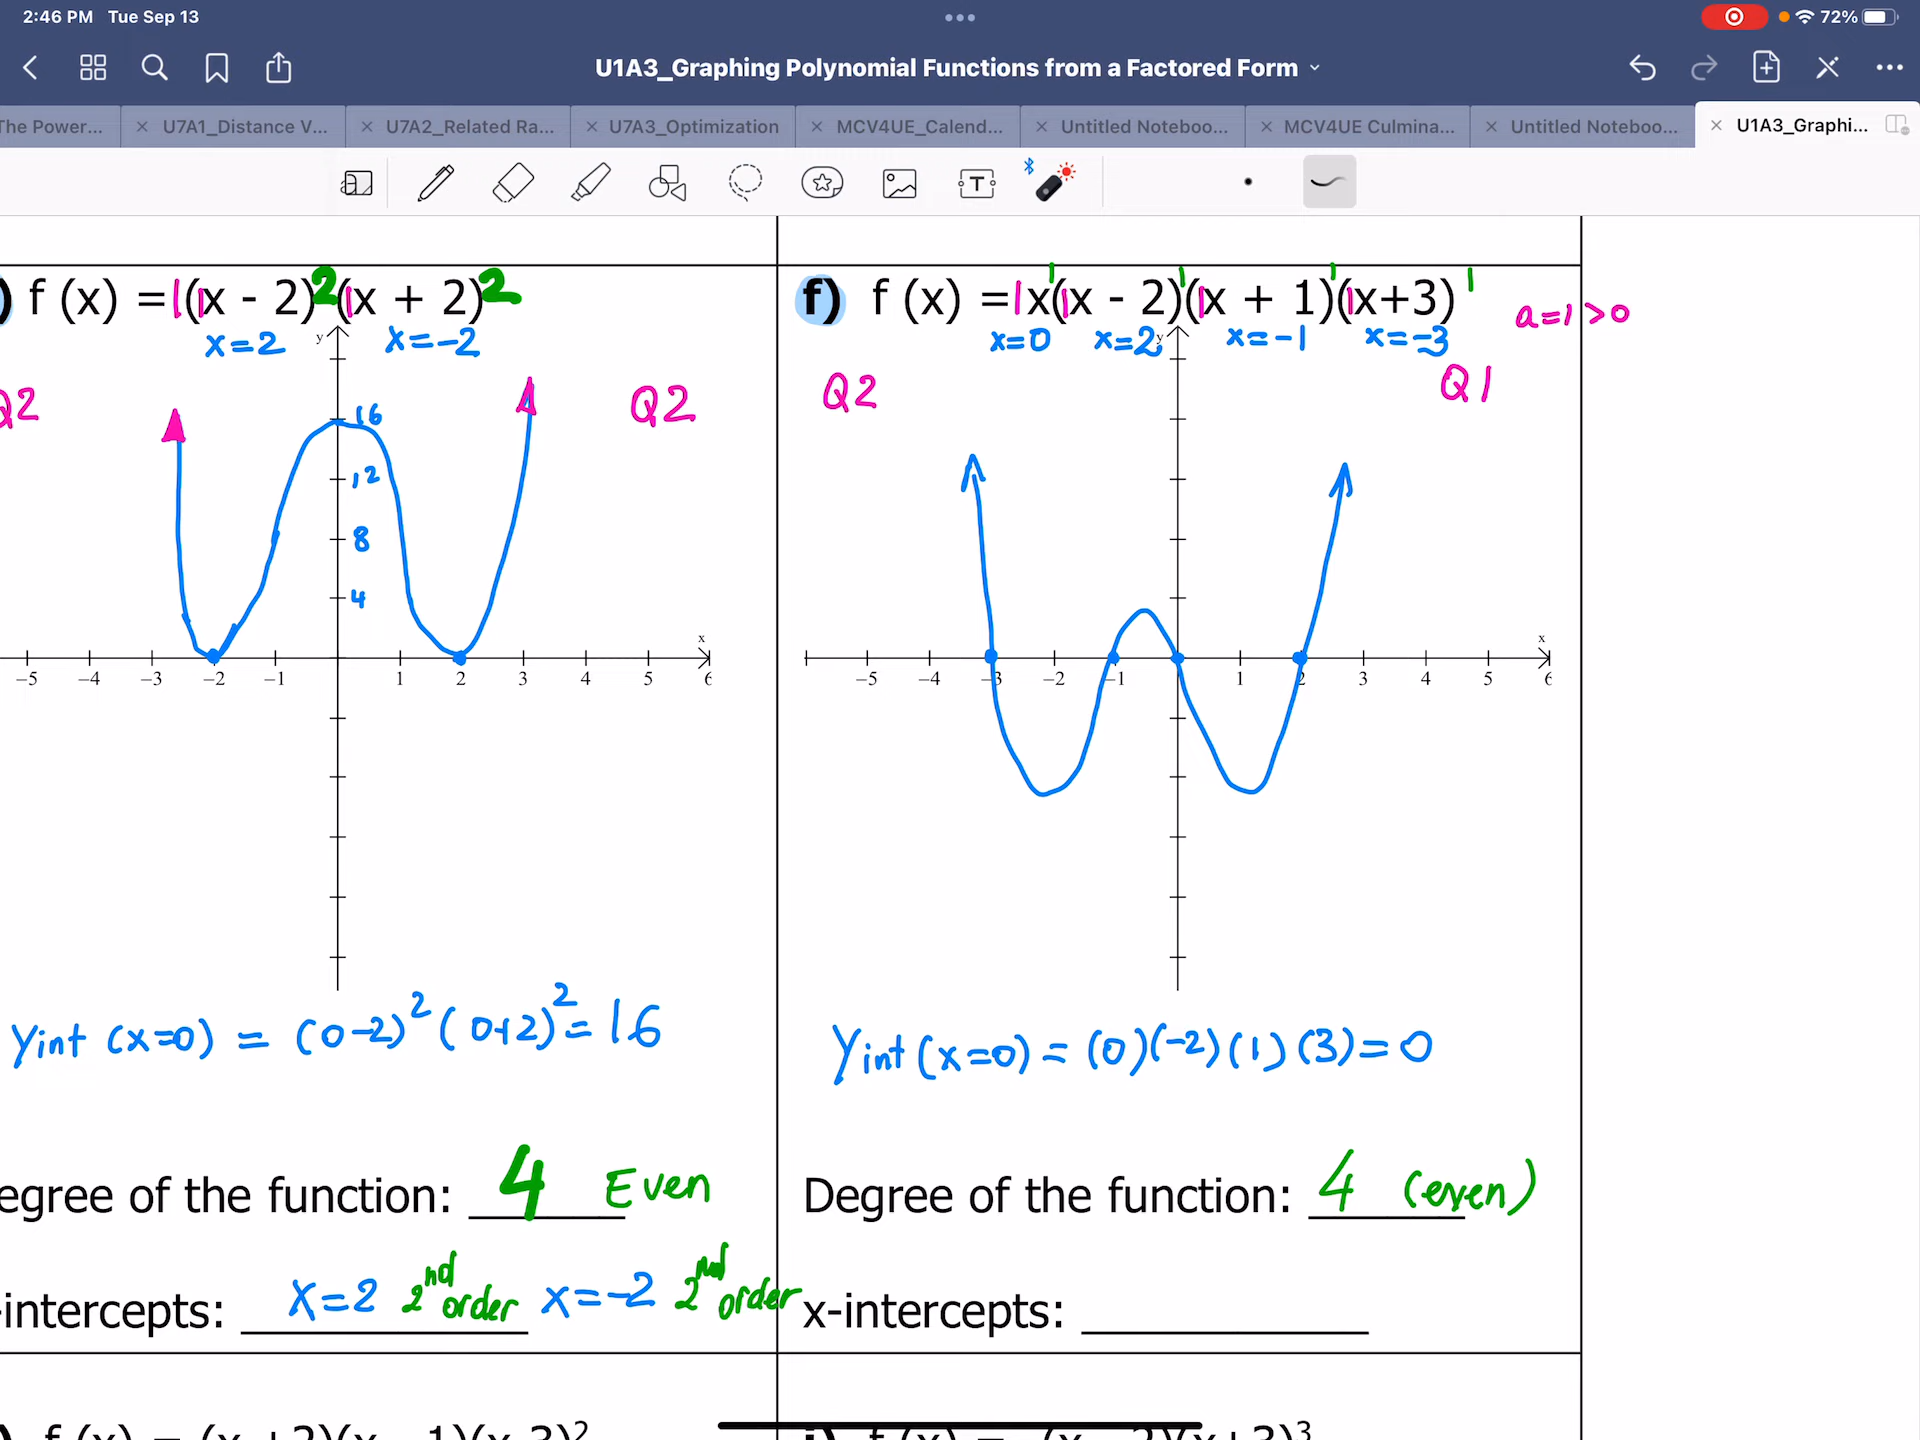 2:46 PM Tue Sep 13
72%
U1A3_Graphing Polynomial Functions from a Factored Form
The Power...
U7A1_Distance V...
U7A2_Related Ra...
U7A3_Optimization
MCV4UE_Calend...
Untitled Noteboo...
MCV4UE Culmina...
Untitled Noteboo...
U1A3_Graphi...
) f (x) = 1(1x - 2)²(1x + 2)²
x=2 x=-2
Q2 Q2
y
16
12
8
4
x
-5 -4 -3 -2 -1 1 2 3 4 5 6
Yint (x=0) = (0-2)² (0+2)² = 16
egree of the function: 4 Even
-intercepts: x=2 2nd order x=-2 2nd order
f) f (x) = 1x¹(1x - 2)¹(1x + 1)¹(1x+3)¹ a=1>0
x=0 x=2 x=-1 x=-3
Q2 Q1
y
x
-5 -4 -3 -2 -1 1 2 3 4 5 6
Yint (x=0) = (0)(-2)(1)(3)=0
Degree of the function: 4 (even)
x-intercepts: